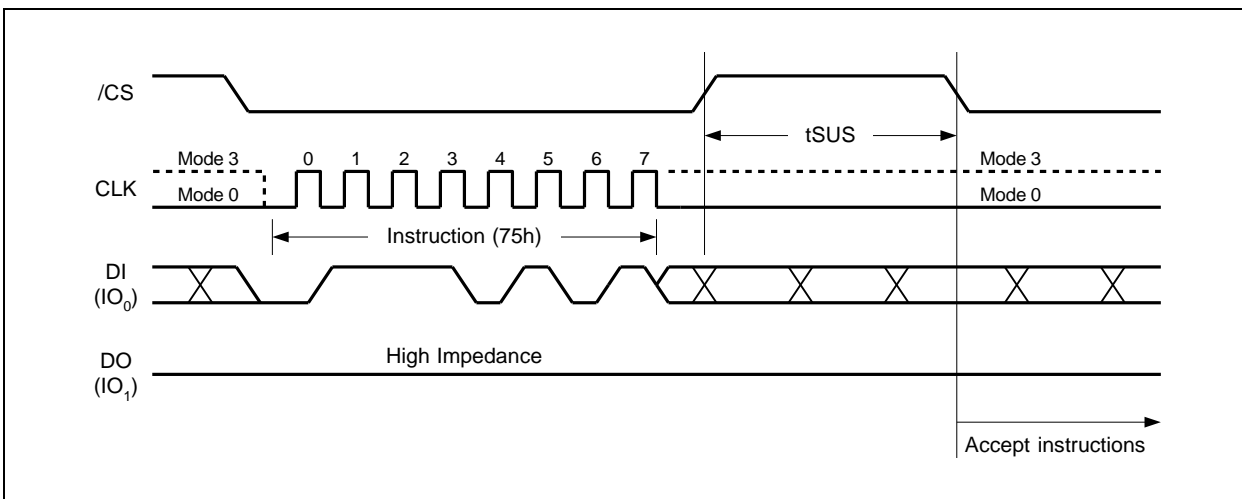 /CS
tSUS
Mode 3
0 1 2 3 4 5 6 7
Mode 3
CLK
Mode 0
Mode 0
Instruction (75h)
DI
(IO0)
High Impedance
DO
(IO1)
Accept instructions